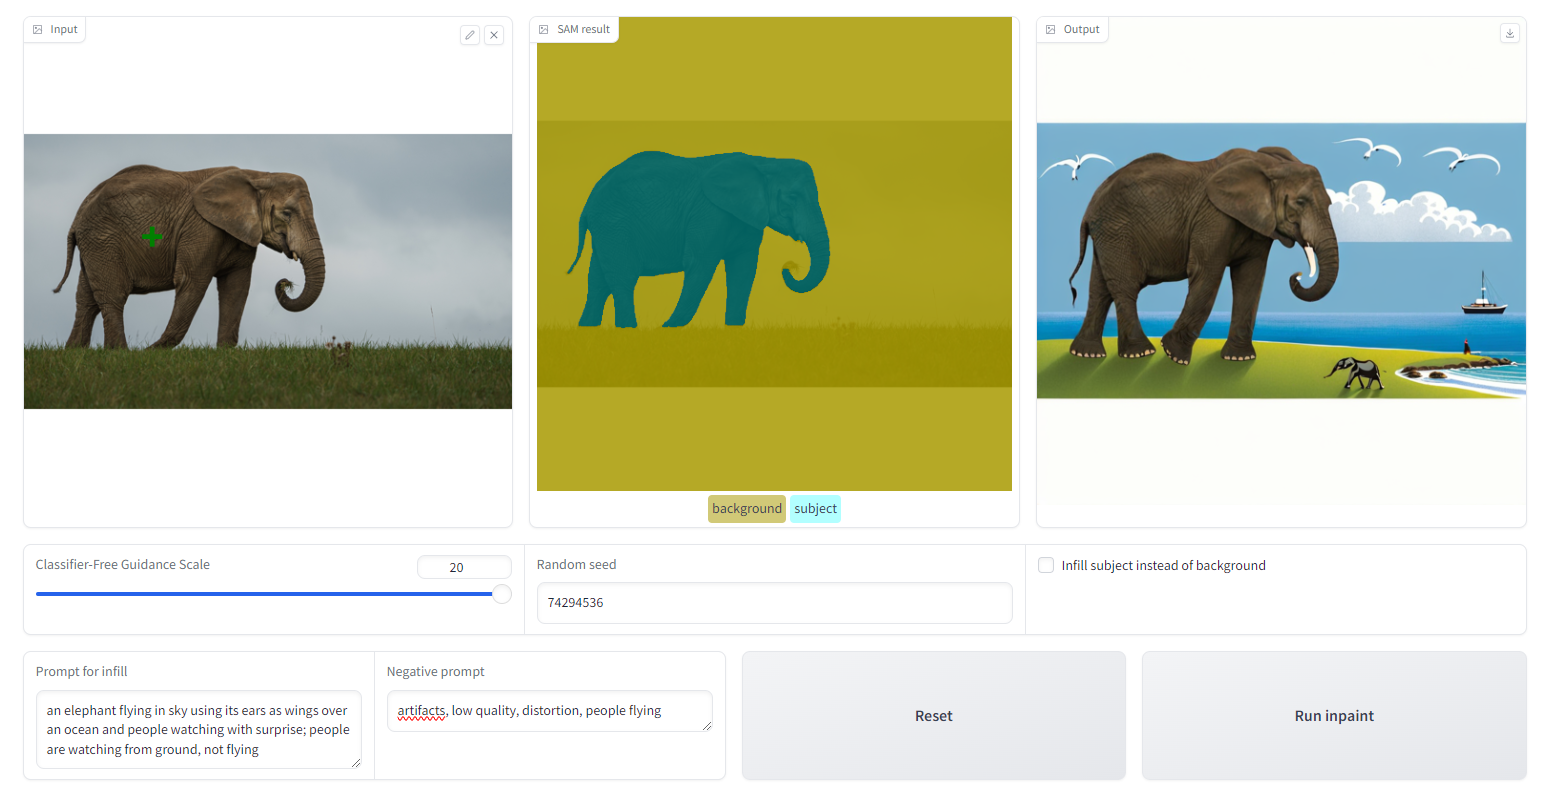 Input
SAM result
Output
background
subject
Classifier-Free Guidance Scale
20
Random seed
74294536
Infill subject instead of background
Prompt for infill
an elephant flying in sky using its ears as wings over
an ocean and people watching with surprise; people
are watching from ground, not flying
Negative prompt
artifacts, low quality, distortion, people flying
Reset
Run inpaint